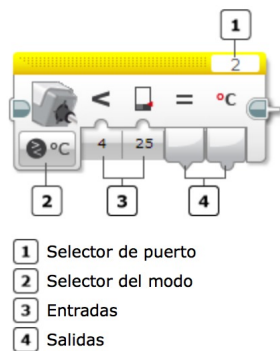 1
2
< = °C
°C 4 25
2 3 4
1 Selector de puerto
2 Selector del modo
3 Entradas
4 Salidas